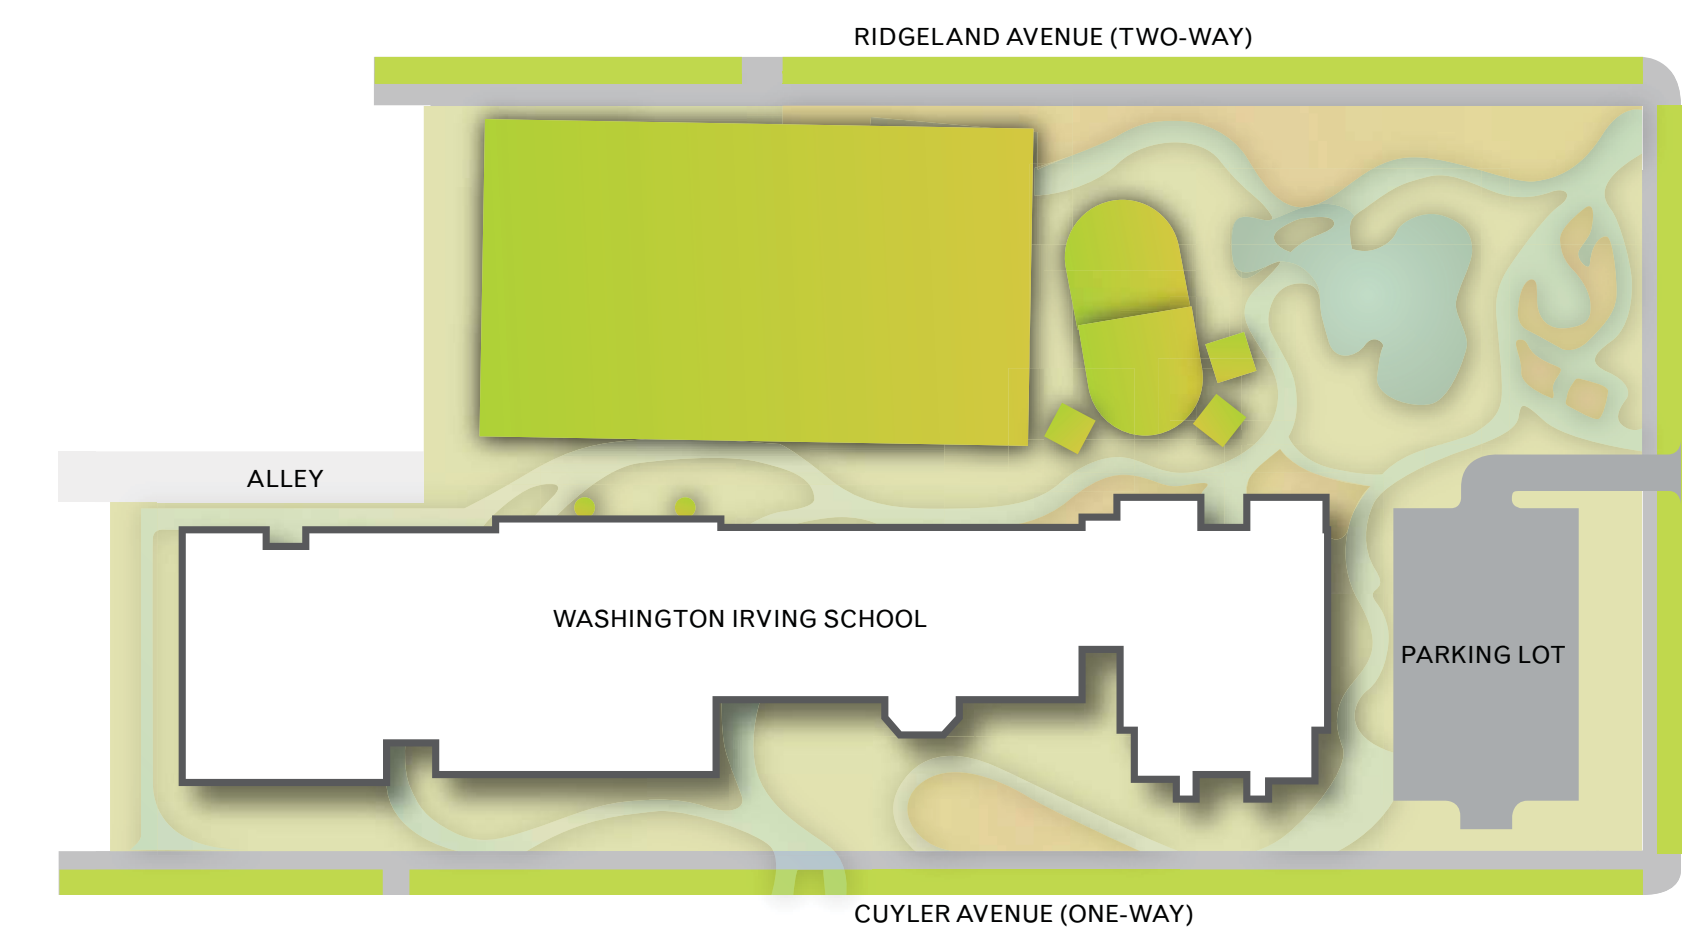 RIDGELAND AVENUE (TWO-WAY)
ALLEY
WASHINGTON IRVING SCHOOL
PARKING LOT
CUYLER AVENUE (ONE-WAY)